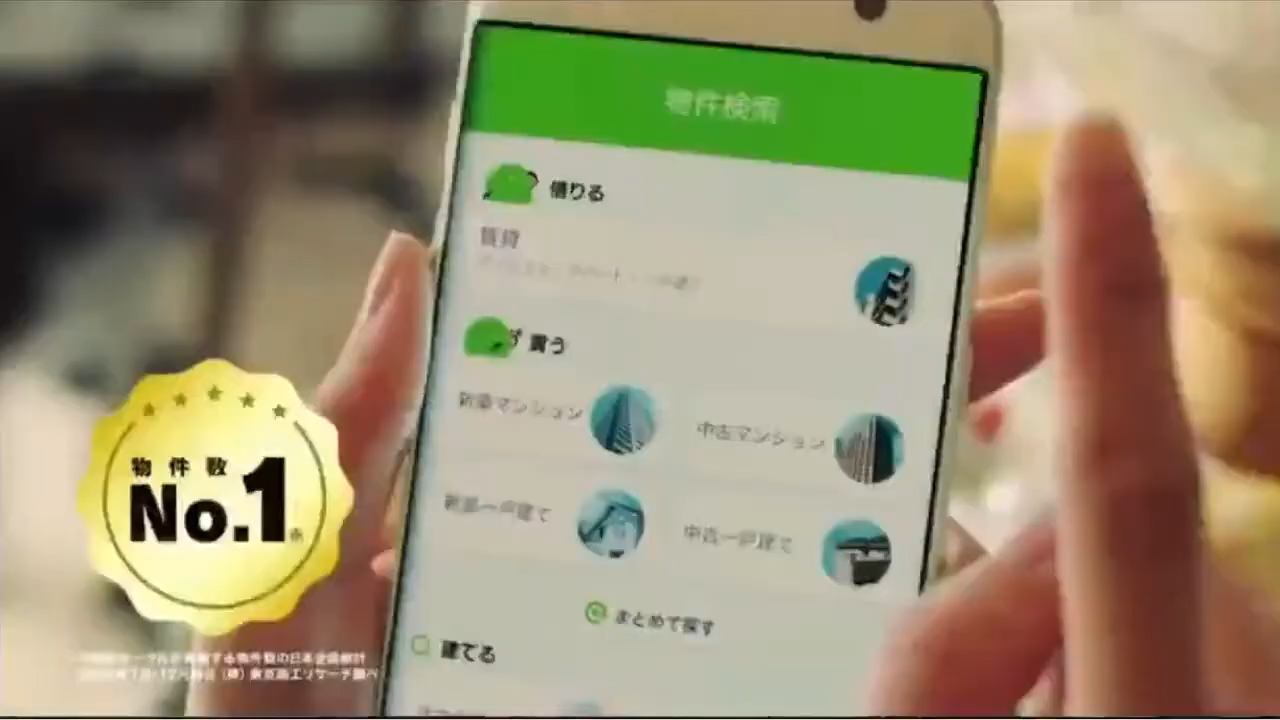 物件検索
借りる
賃貸
買う
新築マンション
中古マンション
新築一戸建て
中古一戸建て
まとめて探す
建てる
物件数
No.1